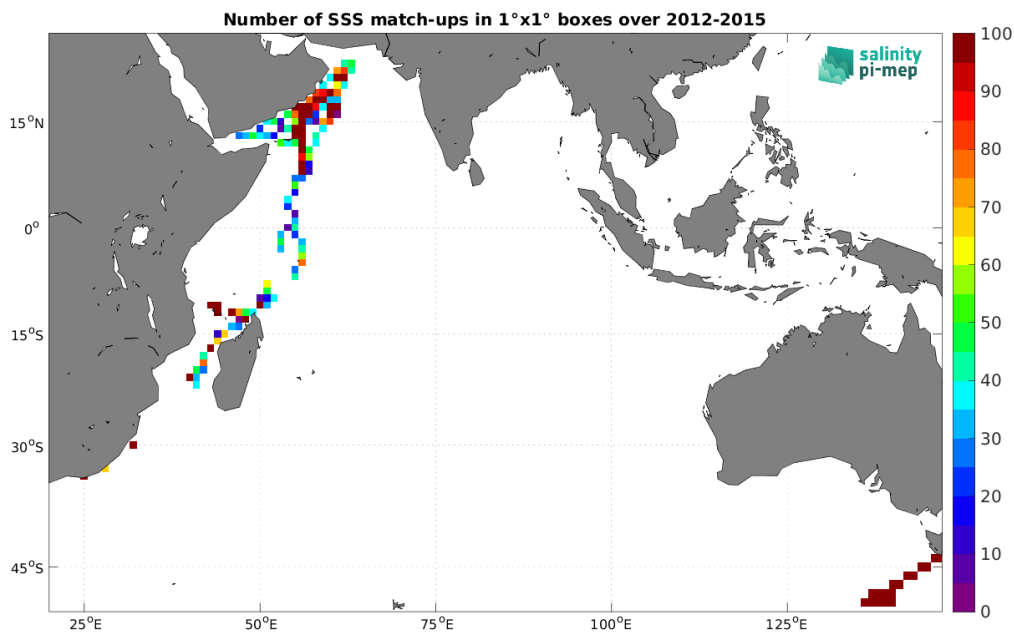 Number of SSS match-ups in 1°x1° boxes over 2012-2015
salinity
pi-mep
15°N
0°
15°S
30°S
45°S
25°E
50°E
75°E
100°E
125°E
100
90
80
70
60
50
40
30
20
10
0